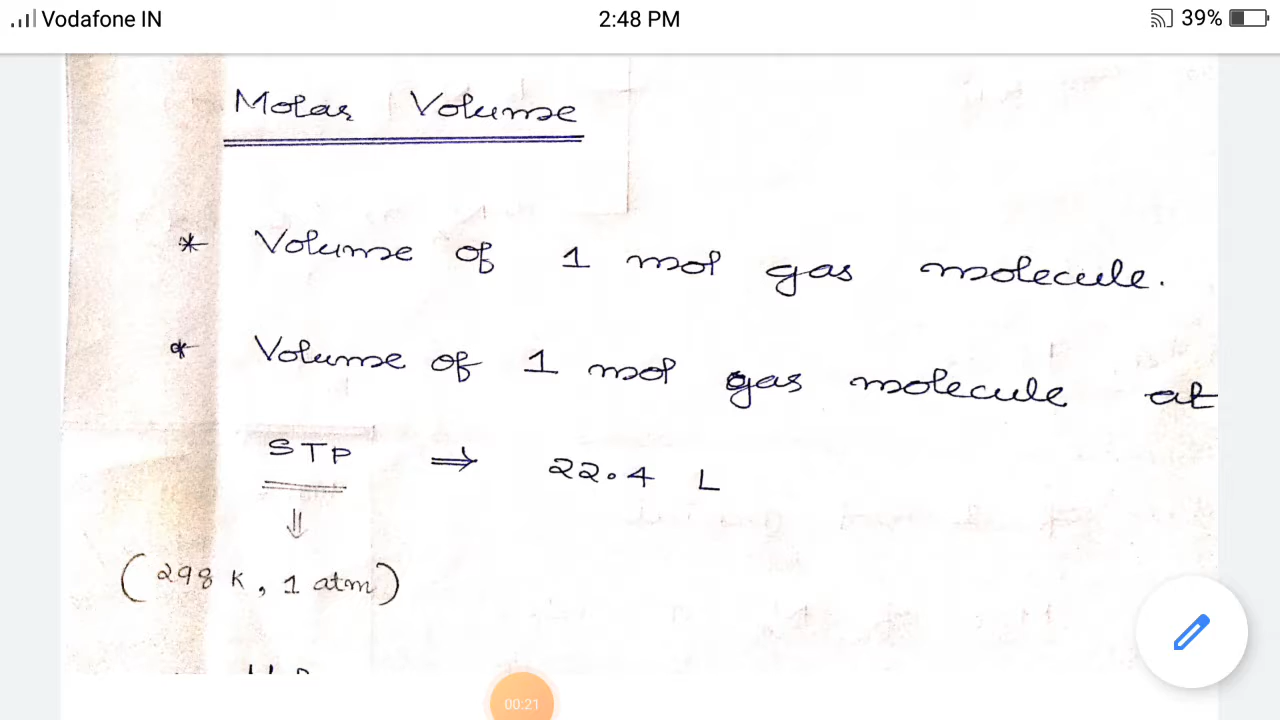 Vodafone IN 2:48 PM 39%
Molar Volume
* Volume of 1 mol gas molecule.
* Volume of 1 mol gas molecule at
STP ⇒ 22.4 L
⇓
(298 K, 1 atm)
00:21